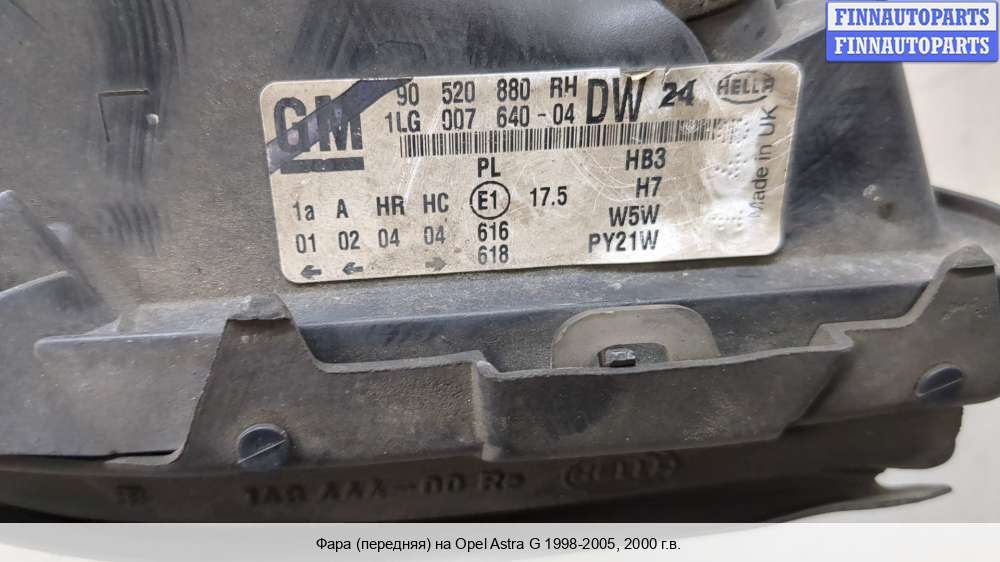 FINNAUTOPARTS
FINNAUTOPARTS
GM 90 520 880 RH DW 24 HELLA
1LG 007 640-04
Made in UK
PL HB3
1a A HR HC E1 17.5 H7
01 02 04 04 616 W5W
618 PY21W
HELLA
Фара (передняя) на Opel Astra G 1998-2005, 2000 г.в.